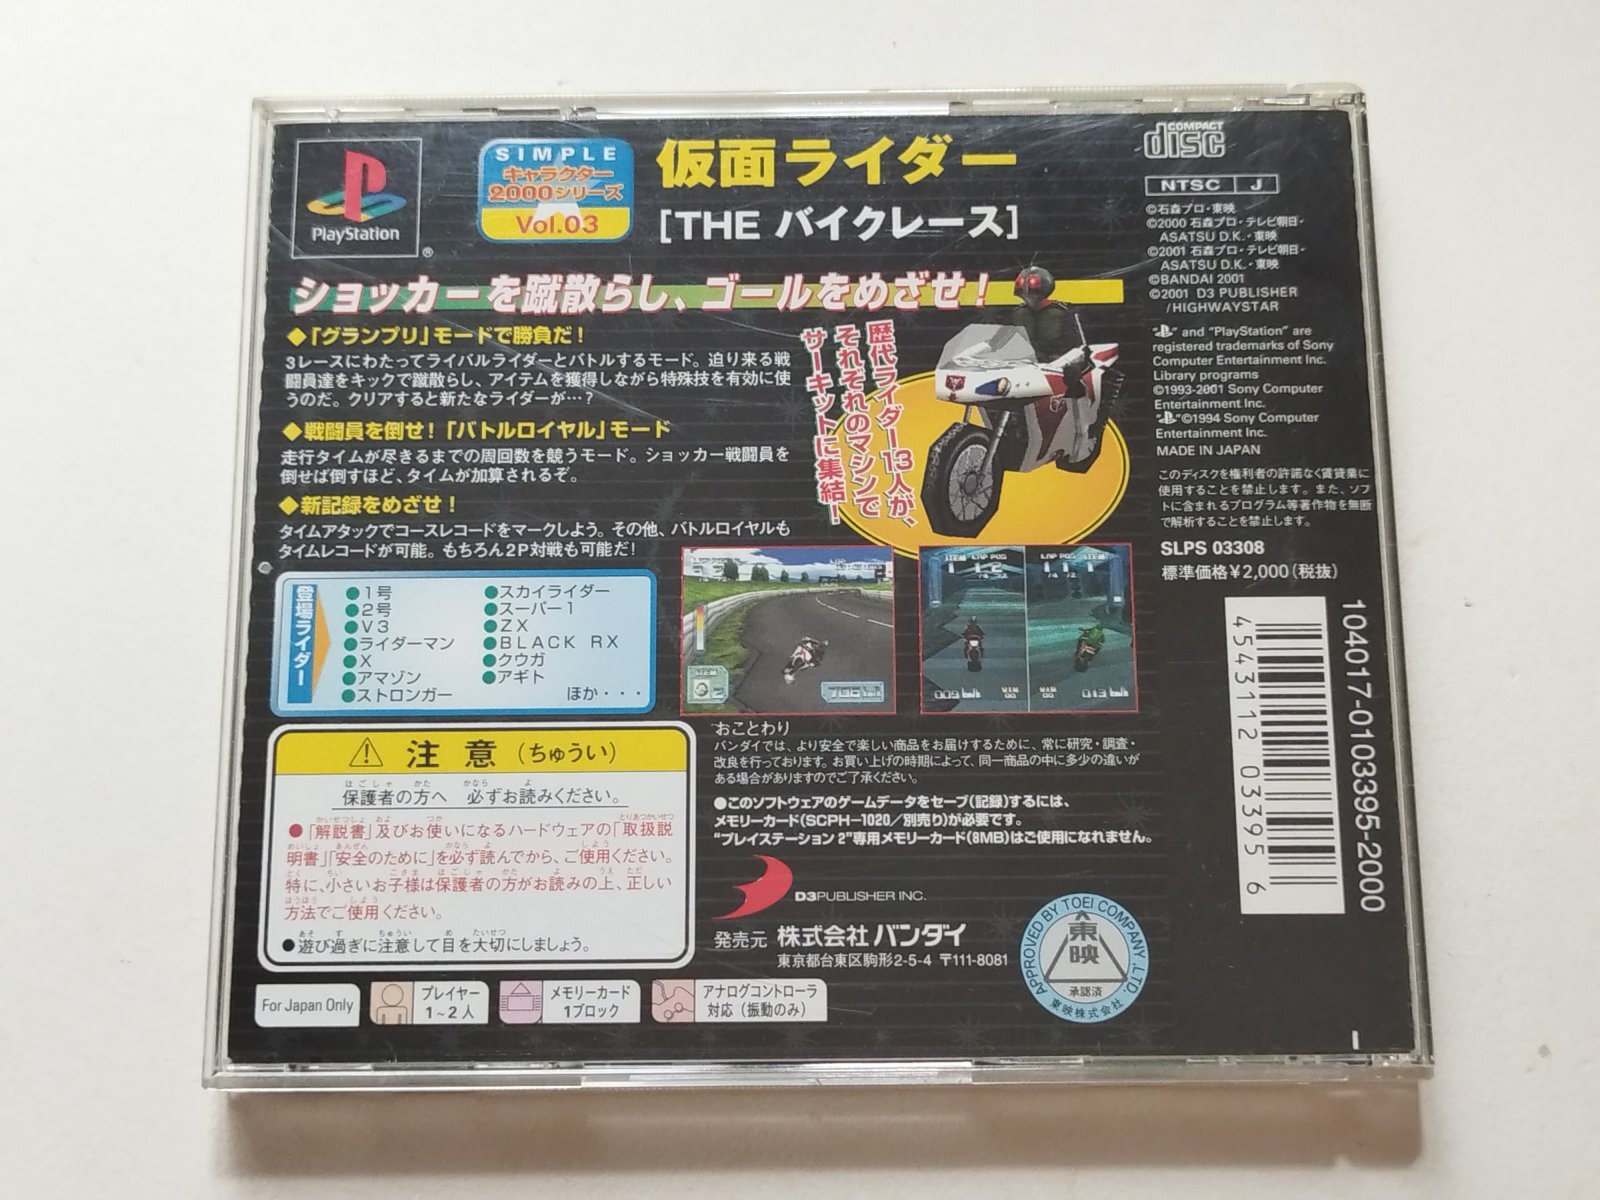 PlayStation
®
SIMPLE
キャラクター
2000シリーズ
Vol.03
仮面ライダー
[THE バイクレース]
COMPACT
disc
NTSC J
©石森プロ・東映
©2000 石森プロ・テレビ朝日・
ASATSU D.K.・東映
©2001 石森プロ・テレビ朝日・
ASATSU D.K.・東映
©BANDAI 2001
©2001 D3 PUBLISHER
/HIGHWAYSTAR
" " and "PlayStation" are
registered trademarks of Sony
Computer Entertainment Inc.
Library programs
©1993-2001 Sony Computer
Entertainment Inc.
" "©1994 Sony Computer
Entertainment Inc.
MADE IN JAPAN
このディスクを権利者の許諾なく賃貸業に
使用することを禁止します。また、ソフ
トに含まれるプログラム等著作物を無断
で解析することを禁止します。
SLPS 03308
標準価格¥2,000(税抜)
ショッカーを蹴散らし、ゴールをめざせ!
◆「グランプリ」モードで勝負だ!
3レースにわたってライバルライダーとバトルするモード。迫り来る戦
闘員達をキックで蹴散らし、アイテムを獲得しながら特殊技を有効に使
うのだ。クリアすると新たなライダーが…?
◆戦闘員を倒せ!「バトルロイヤル」モード
走行タイムが尽きるまでの周回数を競うモード。ショッカー戦闘員を
倒せば倒すほど、タイムが加算されるぞ。
◆新記録をめざせ!
タイムアタックでコースレコードをマークしよう。その他、バトルロイヤルも
タイムレコードが可能。もちろん2P対戦も可能だ!
歴代ライダー13人が、
それぞれのマシンで
サーキットに集結!
登場ライダー
●1号
●2号
●V3
●ライダーマン
●X
●アマゾン
●ストロンガー
●スカイライダー
●スーパー1
●ZX
●BLACK RX
●クウガ
●アギト
ほか・・・
ITEM LAP POS
009 km/h
013 km/h
注意(ちゅうい)
保護者の方へ 必ずお読みください。
●「解説書」及びお使いになるハードウェアの「取扱説
明書」「安全のために」を必ず読んでから、ご使用ください。
特に、小さいお子様は保護者の方がお読みの上、正しい
方法でご使用ください。
●遊び過ぎに注意して目を大切にしましょう。
おことわり
バンダイでは、より安全で楽しい商品をお届けするために、常に研究・調査・
改良を行っております。お買い上げの時期によって、同一商品の中に多少の違いが
ある場合がありますのでご了承ください。
●このソフトウェアのゲームデータをセーブ(記録)するには、
メモリーカード(SCPH-1020/別売り)が必要です。
"プレイステーション 2"専用メモリーカード(8MB)はご使用になれません。
D3PUBLISHER INC.
発売元 株式会社 バンダイ
東京都台東区駒形2-5-4 〒111-8081
APPROVED BY TOEI COMPANY, LTD.
東映
承認済
東映株式会社
For Japan Only
プレイヤー
1～2人
メモリーカード
1ブロック
アナログコントローラ
対応(振動のみ)
4 543112 033956
104017-0103395-2000